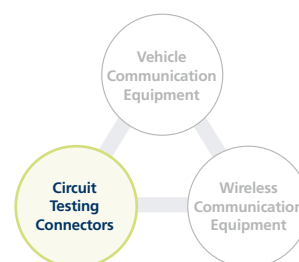 Vehicle
Communication
Equipment
Circuit
Testing
Connectors
Wireless
Communication
Equipment